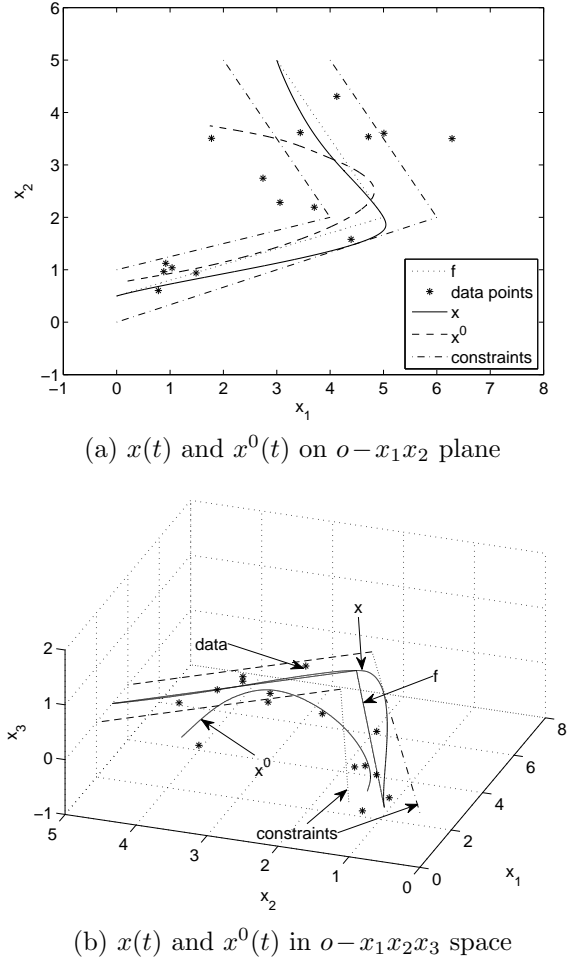 6
5
4
3
2
1
0
−1
x₂
−1 0 1 2 3 4 5 6 7 8
x₁
f
data points
x
x⁰
constraints
(a) x(t) and x⁰(t) on o−x₁x₂ plane
2
1
0
−1
x₃
data
x
f
x⁰
constraints
5 4 3 2 1 0
x₂
0 2 4 6 8
x₁
(b) x(t) and x⁰(t) in o−x₁x₂x₃ space